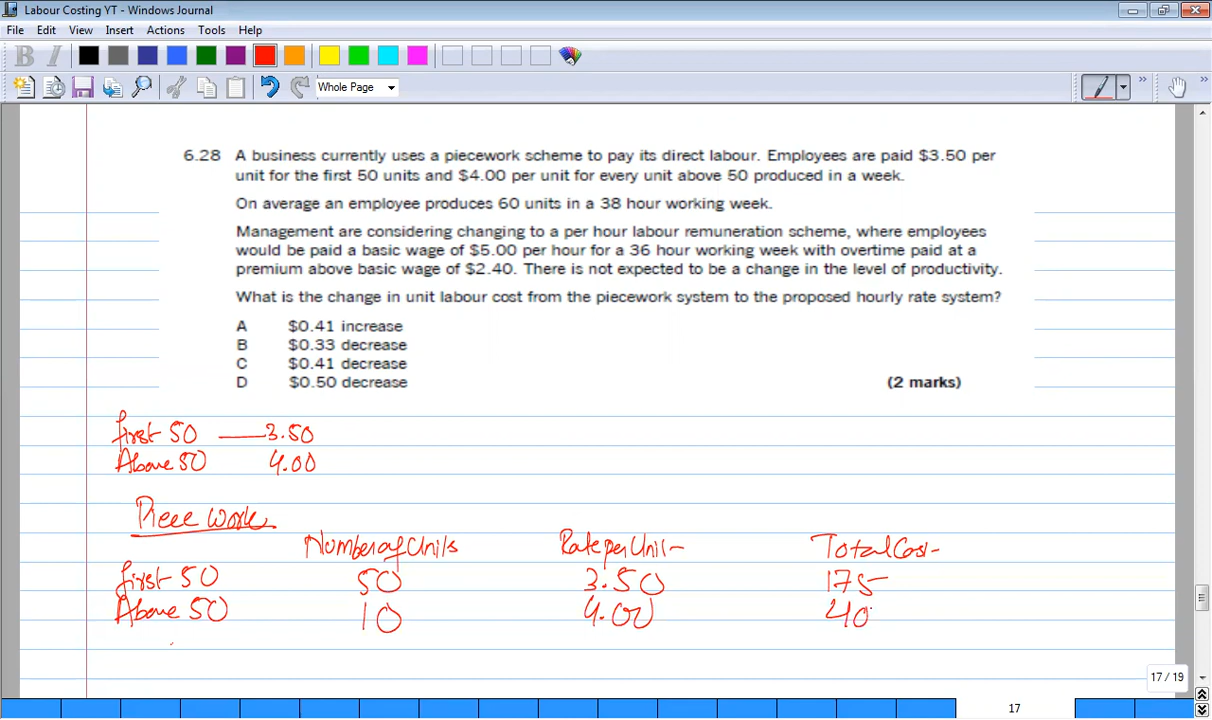 Labour Costing YT - Windows Journal
File Edit View Insert Actions Tools Help
B I
Whole Page
6.28 A business currently uses a piecework scheme to pay its direct labour. Employees are paid $3.50 per
unit for the first 50 units and $4.00 per unit for every unit above 50 produced in a week.
On average an employee produces 60 units in a 38 hour working week.
Management are considering changing to a per hour labour remuneration scheme, where employees
would be paid a basic wage of $5.00 per hour for a 36 hour working week with overtime paid at a
premium above basic wage of $2.40. There is not expected to be a change in the level of productivity.
What is the change in unit labour cost from the piecework system to the proposed hourly rate system?
A $0.41 increase
B $0.33 decrease
C $0.41 decrease
D $0.50 decrease (2 marks)
first 50 — 3.50
Above 50 4.00
Piece Work
Number of Units Rate per Unit Total Cost
first 50 50 3.50 175
Above 50 10 4.00 40
17 / 19
17